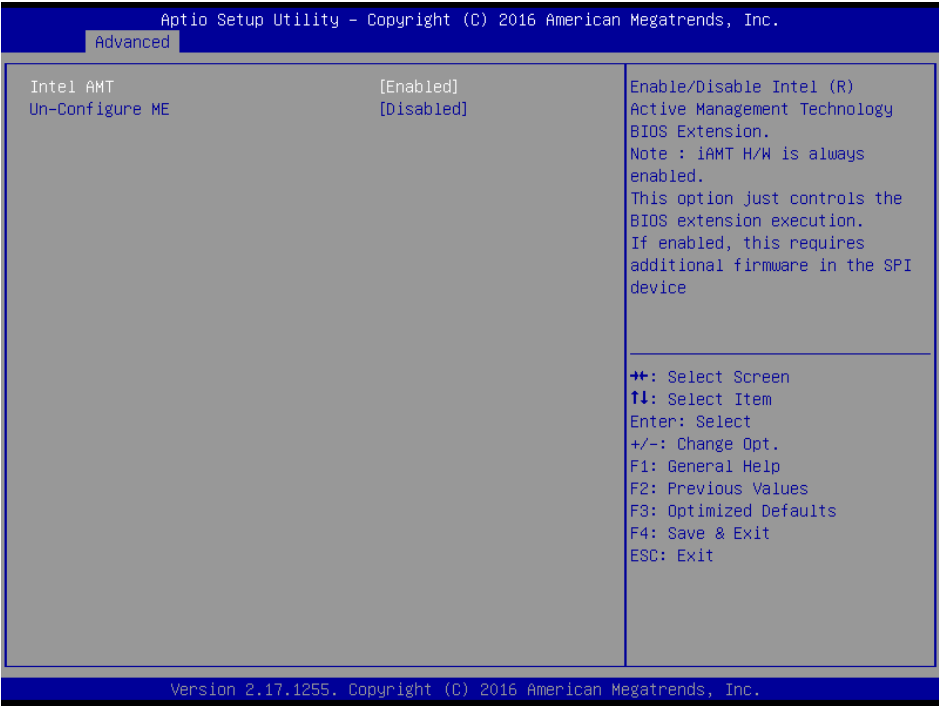 Aptio Setup Utility – Copyright (C) 2016 American Megatrends, Inc.
Advanced
Intel AMT [Enabled]
Un-Configure ME [Disabled]
Enable/Disable Intel (R)
Active Management Technology
BIOS Extension.
Note : iAMT H/W is always
enabled.
This option just controls the
BIOS extension execution.
If enabled, this requires
additional firmware in the SPI
device
→←: Select Screen
↑↓: Select Item
Enter: Select
+/-: Change Opt.
F1: General Help
F2: Previous Values
F3: Optimized Defaults
F4: Save & Exit
ESC: Exit
Version 2.17.1255. Copyright (C) 2016 American Megatrends, Inc.